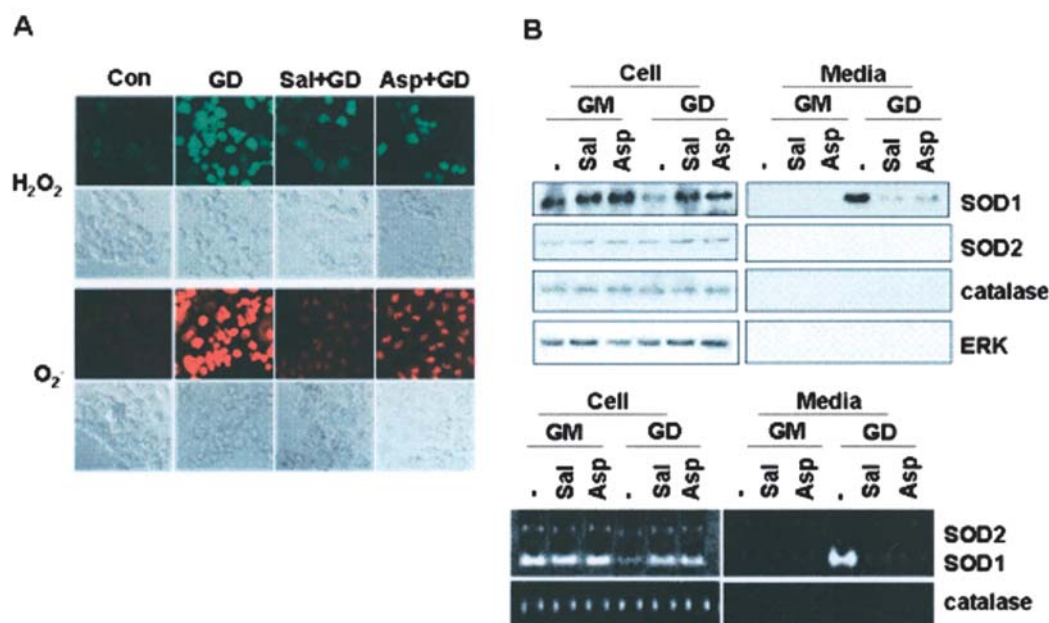 A
Con GD Sal+GD Asp+GD
H2O2
O2-
B
Cell Media
GM GD GM GD
- Sal Asp - Sal Asp - Sal Asp - Sal Asp
SOD1
SOD2
catalase
ERK
Cell Media
GM GD GM GD
- Sal Asp - Sal Asp - Sal Asp - Sal Asp
SOD2
SOD1
catalase